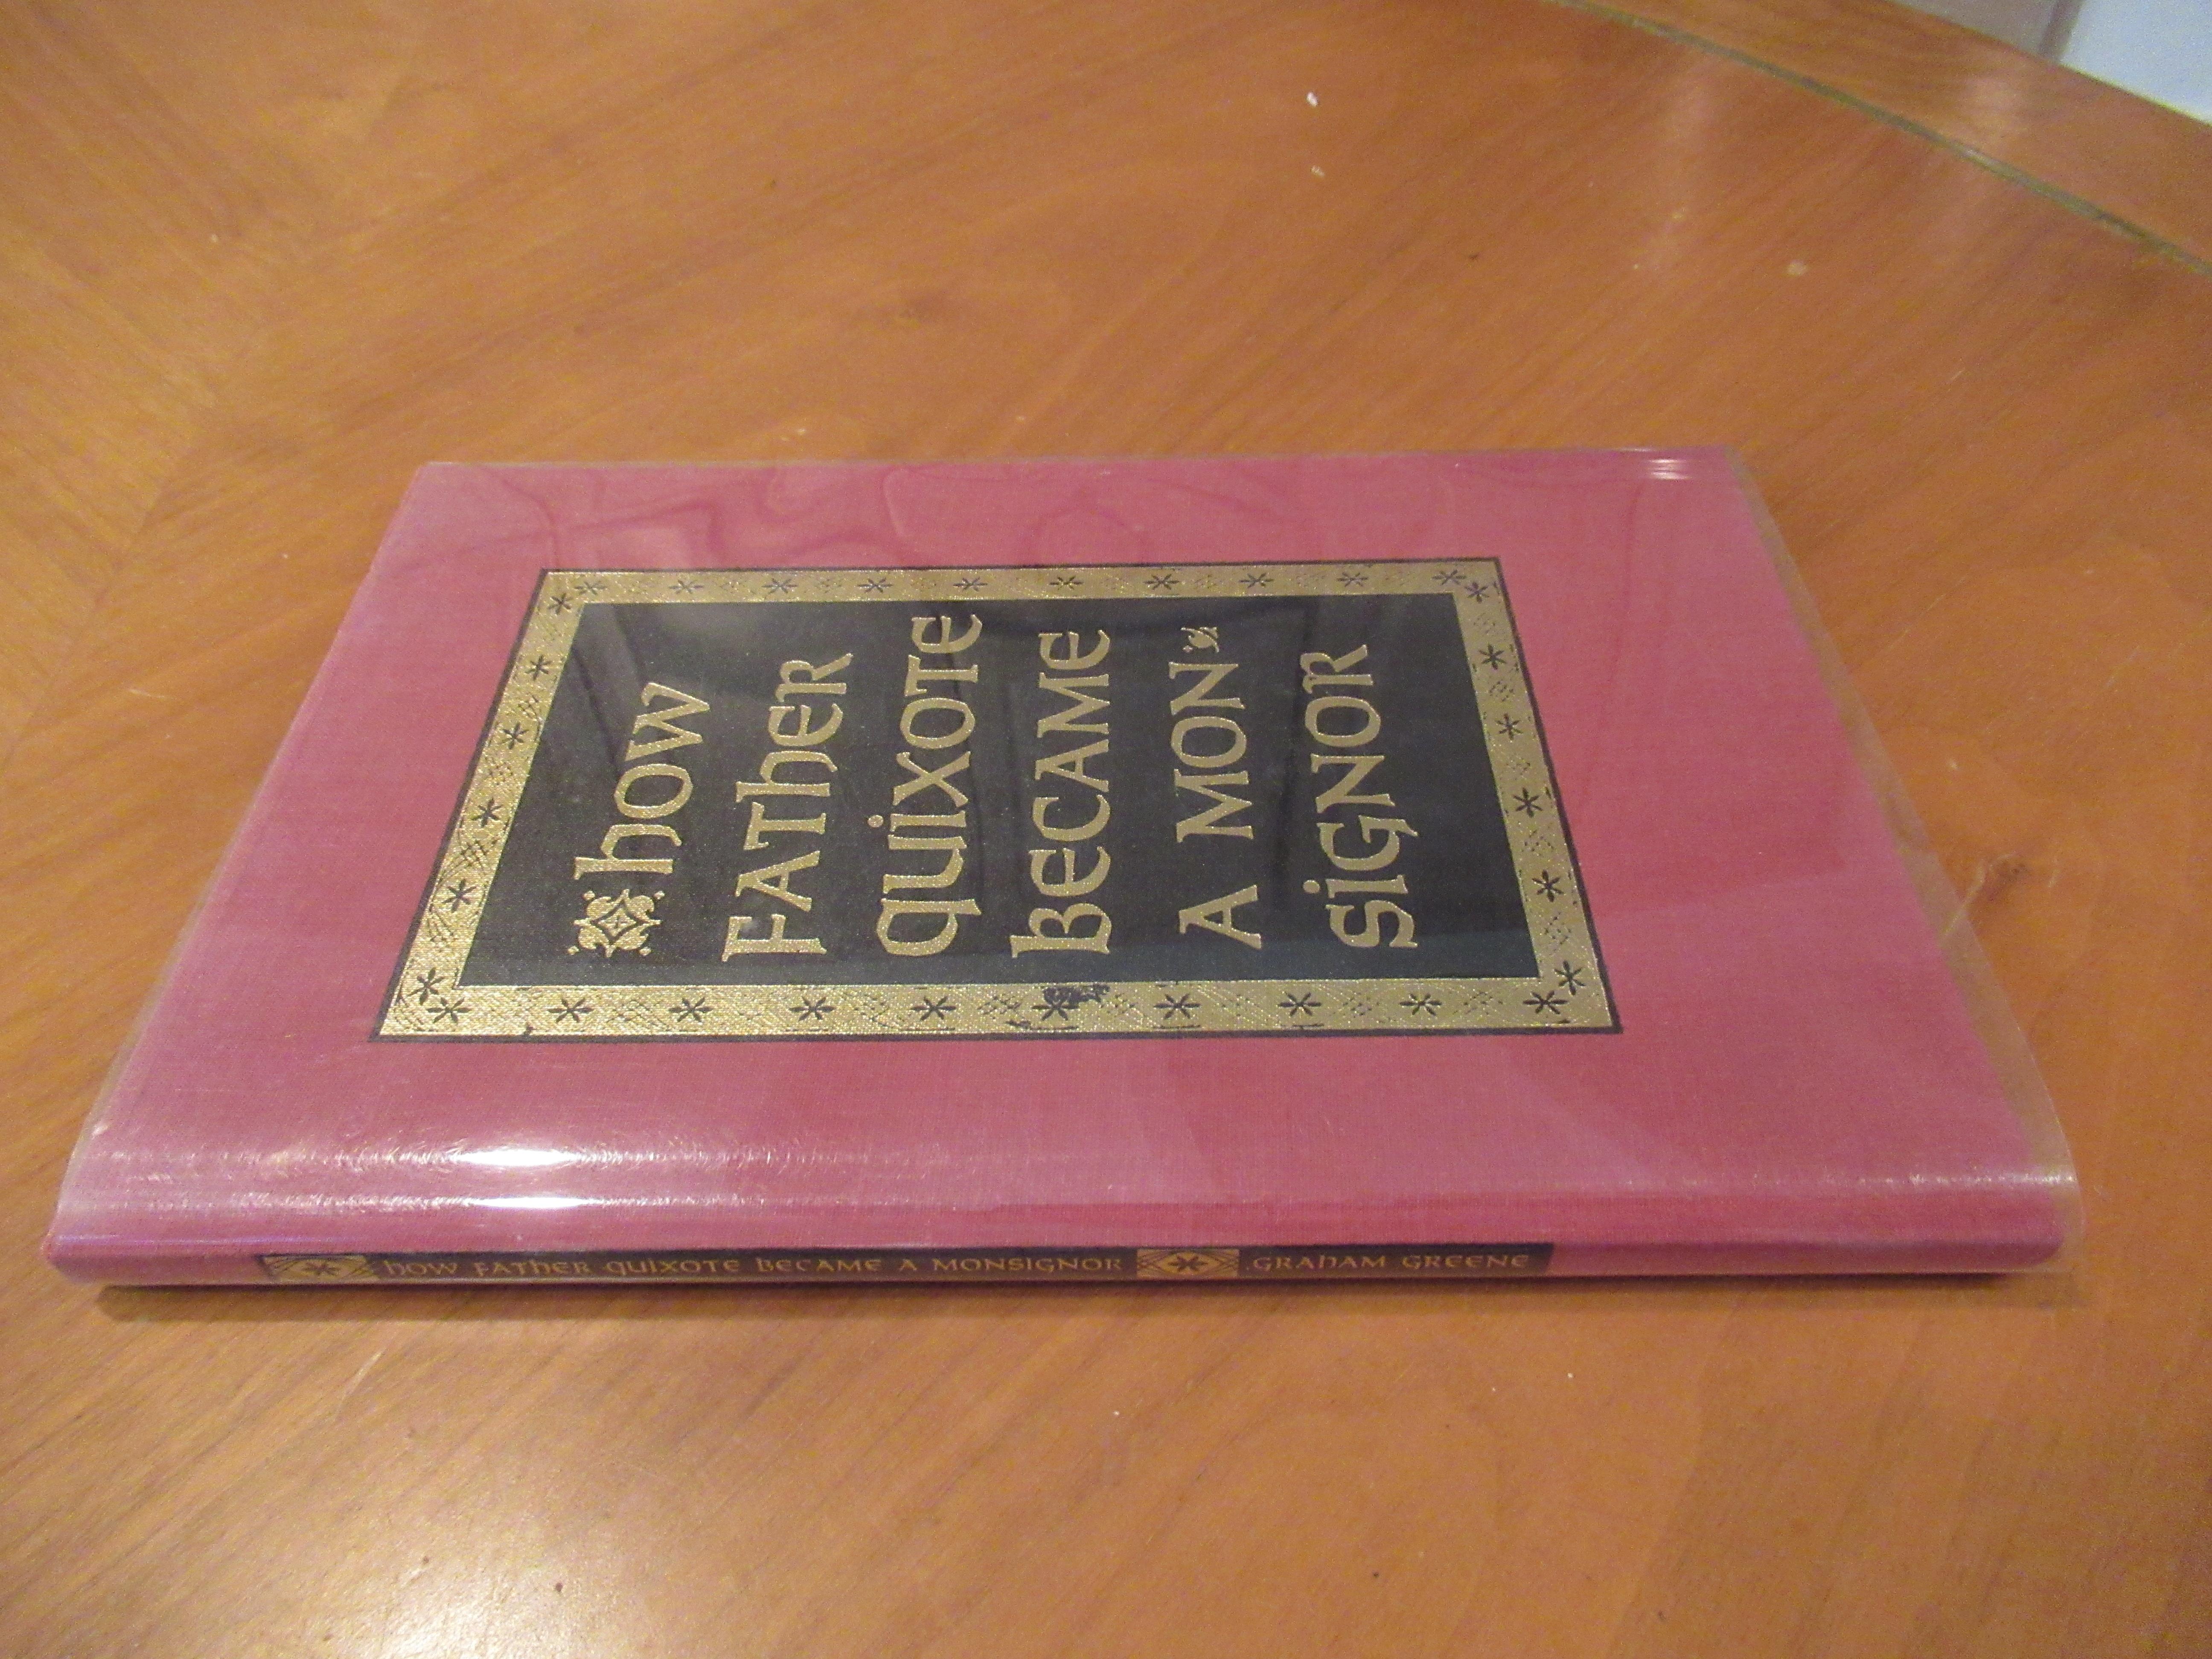 how
FATher
quixote
BECAME
A MON
SiGNOR
how FATher quixote BECAME A MONSIGNOR GRAhAM GREENE